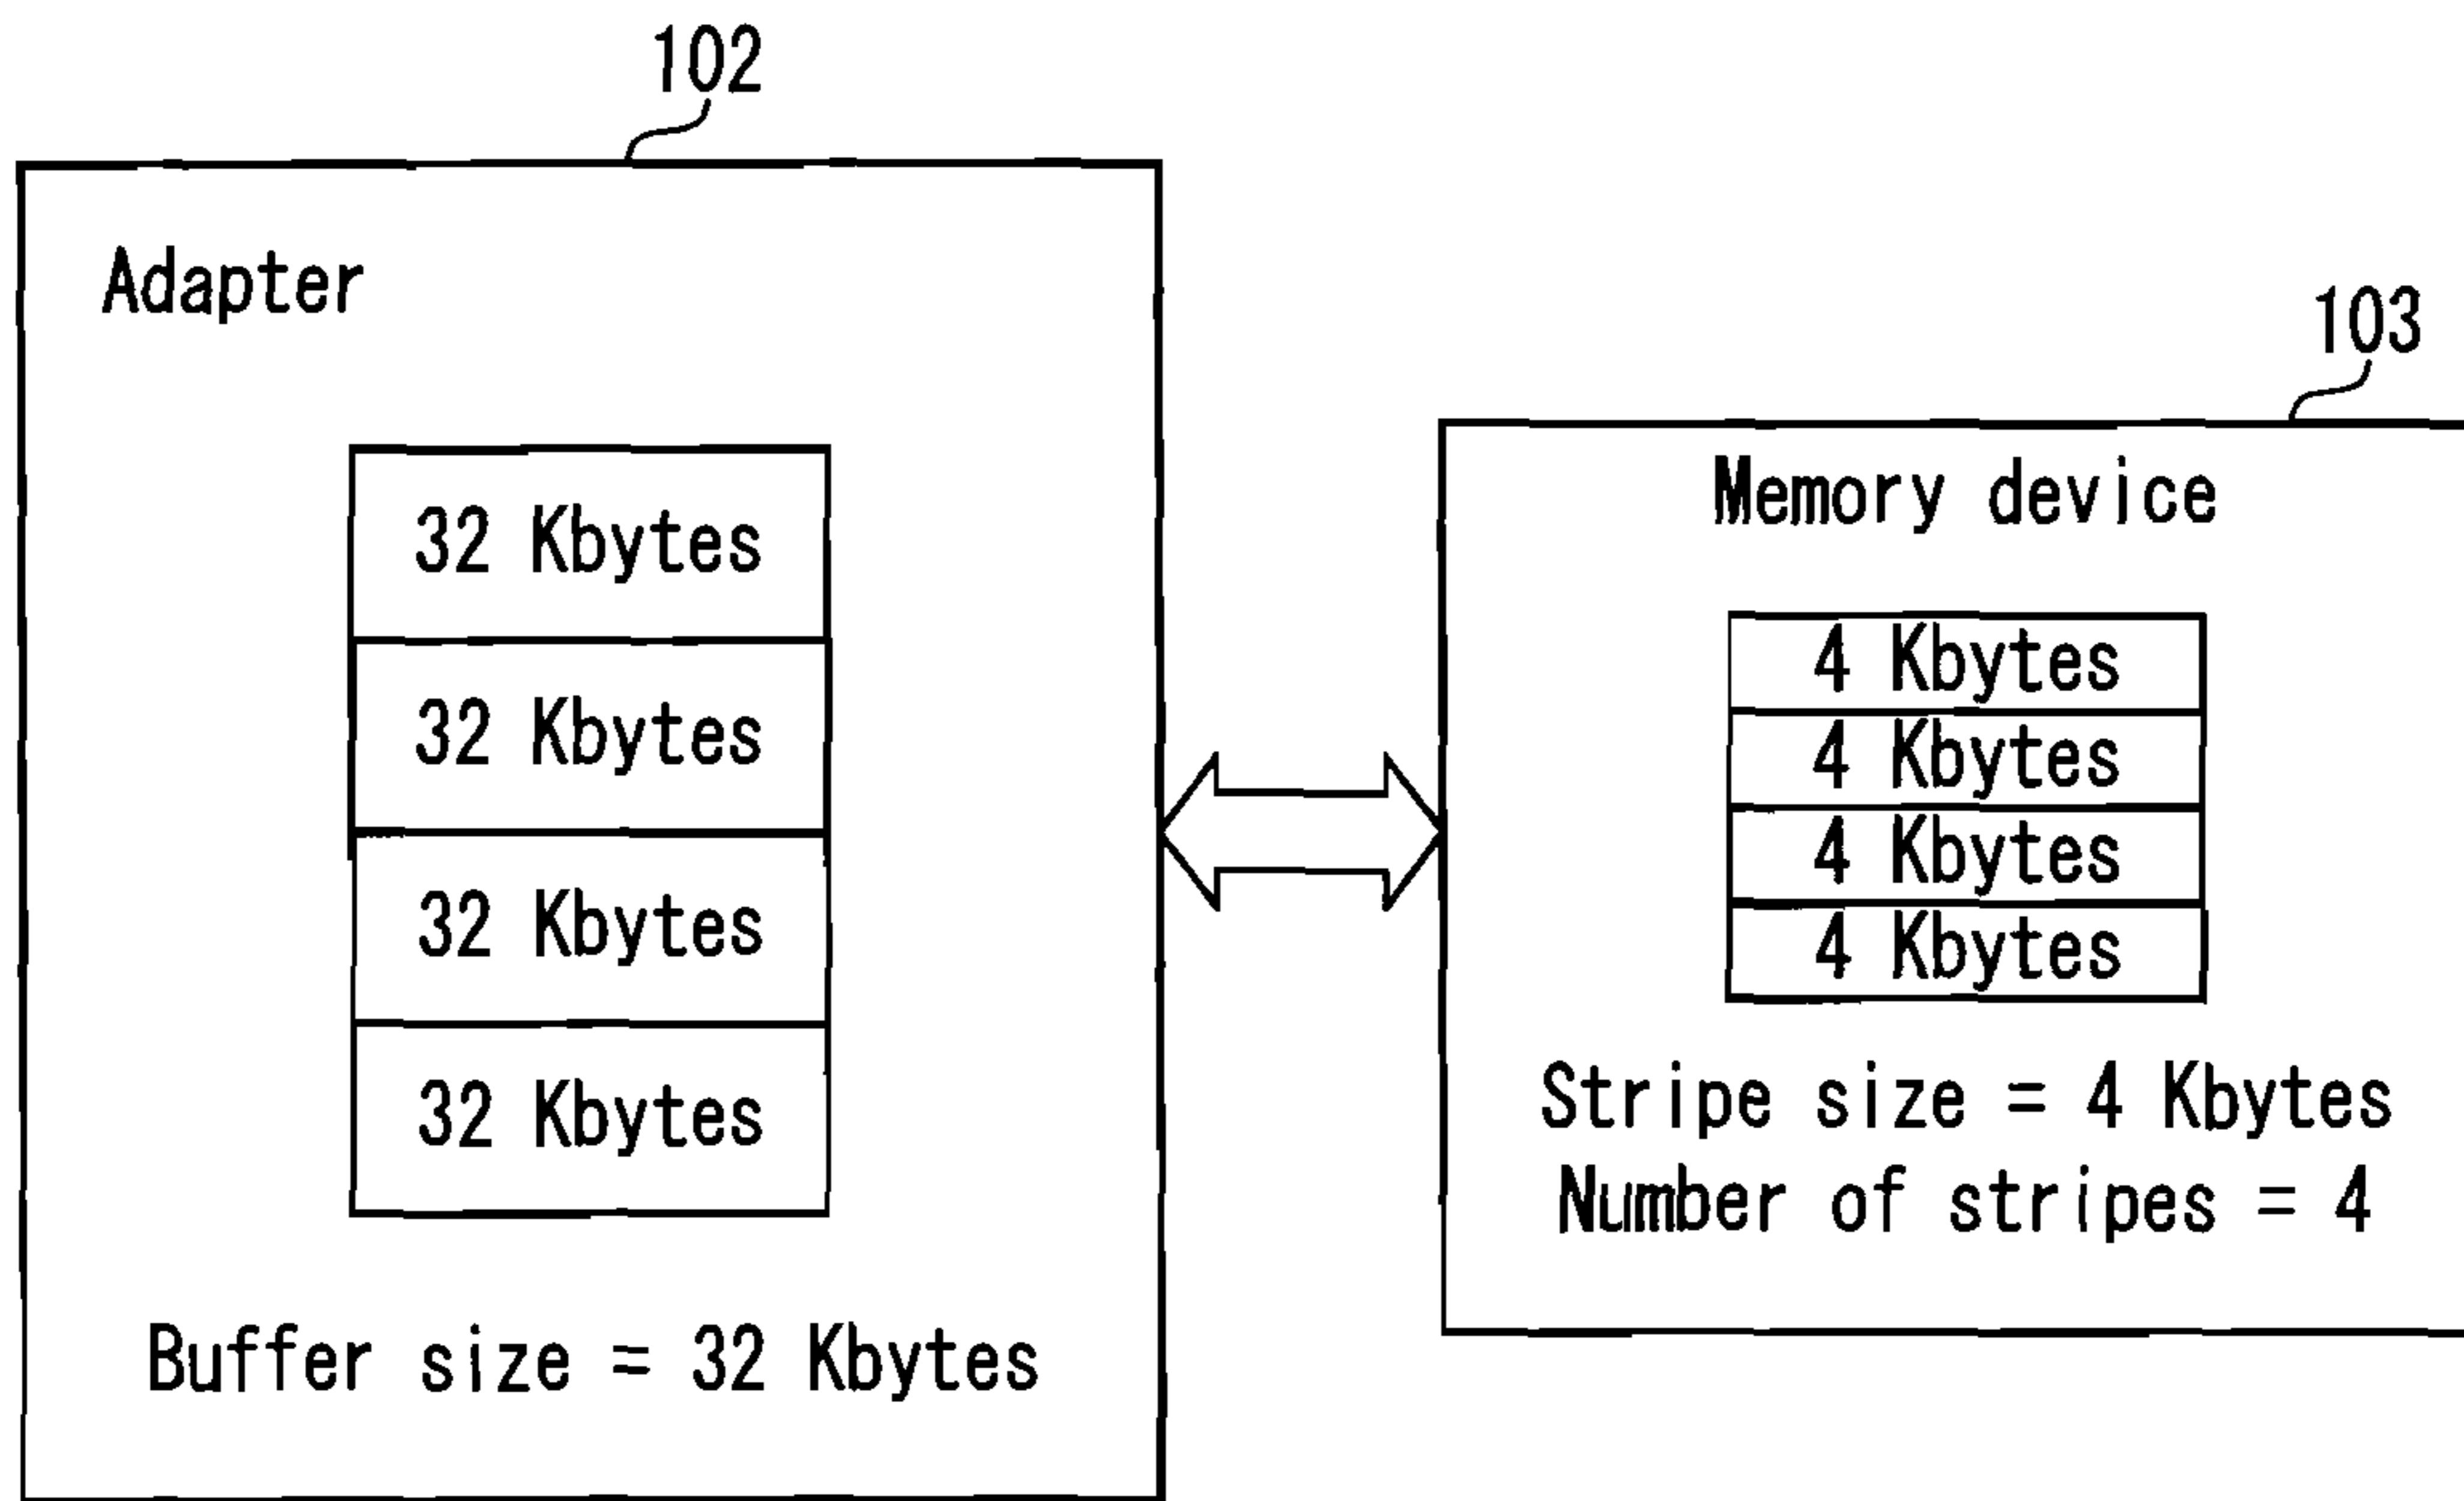 102
Adapter
32 Kbytes
32 Kbytes
32 Kbytes
32 Kbytes
Buffer size = 32 Kbytes
103
Memory device
4 Kbytes
4 Kbytes
4 Kbytes
4 Kbytes
Stripe size = 4 Kbytes
Number of stripes = 4